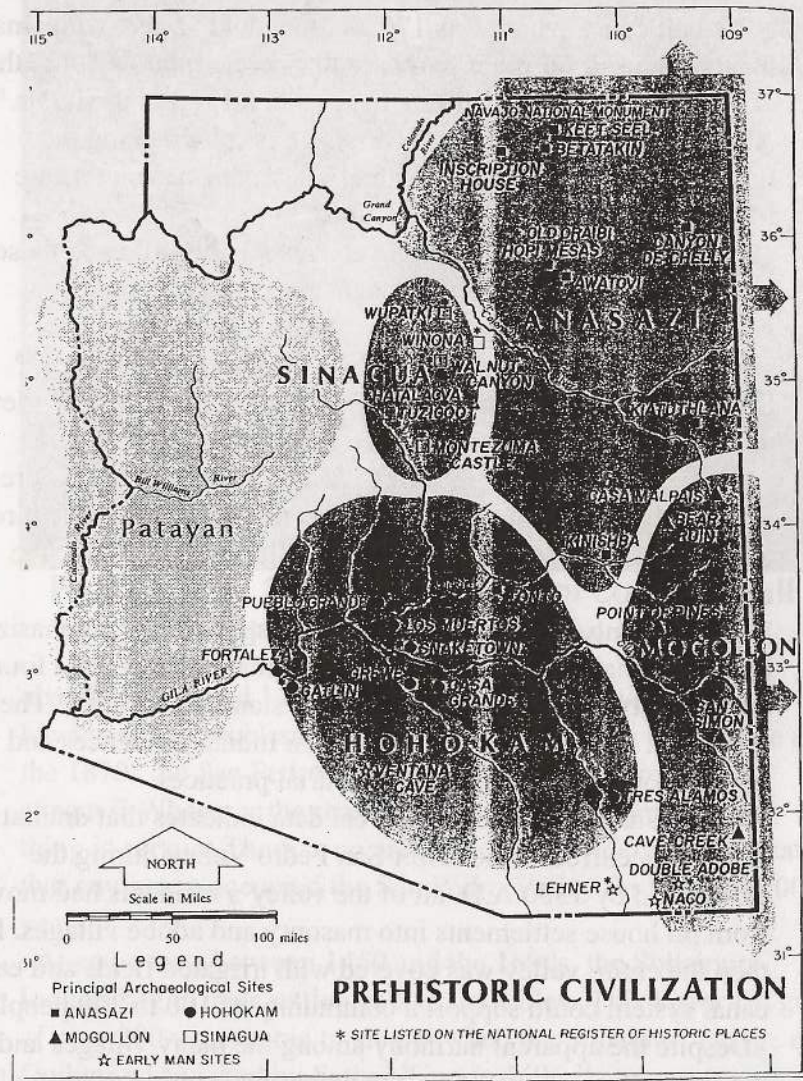 115° 114° 113° 112° 111° 110° 109°
37°
NAVAJO NATIONAL MONUMENT
KEET SEEL
BETATAKIN
INSCRIPTION
HOUSE
Colorado
River
Grand
Canyon
36°
OLD ORAIBI
HOPI MESAS
CANYON
DE CHELLY
AWATOVI
ANASAZI
WUPATKI
WINONA
SINAGUA
WALNUT
CANYON
35°
TUZIGOOT
KIATUTHLANA
MONTEZUMA
CASTLE
Bill Williams River
Colorado River
Patayan
CASA MALPAIS
BEAR
RUIN
34°
KINISHBA
PUEBLO GRANDE
TONTO
POINT OF PINES
LOS MUERTOS
SNAKETOWN
MOGOLLON
33°
GILA RIVER
GATLIN
GREWE
CASA
GRANDE
SAN
SIMON
HOHOKAM
VENTANA
CAVE
TRES ALAMOS
32°
CAVE CREEK
DOUBLE ADOBE
LEHNER *
NACO
NORTH
Scale in Miles
0 50 100 miles
31°
Legend
Principal Archaeological Sites
■ ANASAZI ● HOHOKAM
▲ MOGOLLON □ SINAGUA
☆ EARLY MAN SITES
PREHISTORIC CIVILIZATION
* SITE LISTED ON THE NATIONAL REGISTER OF HISTORIC PLACES